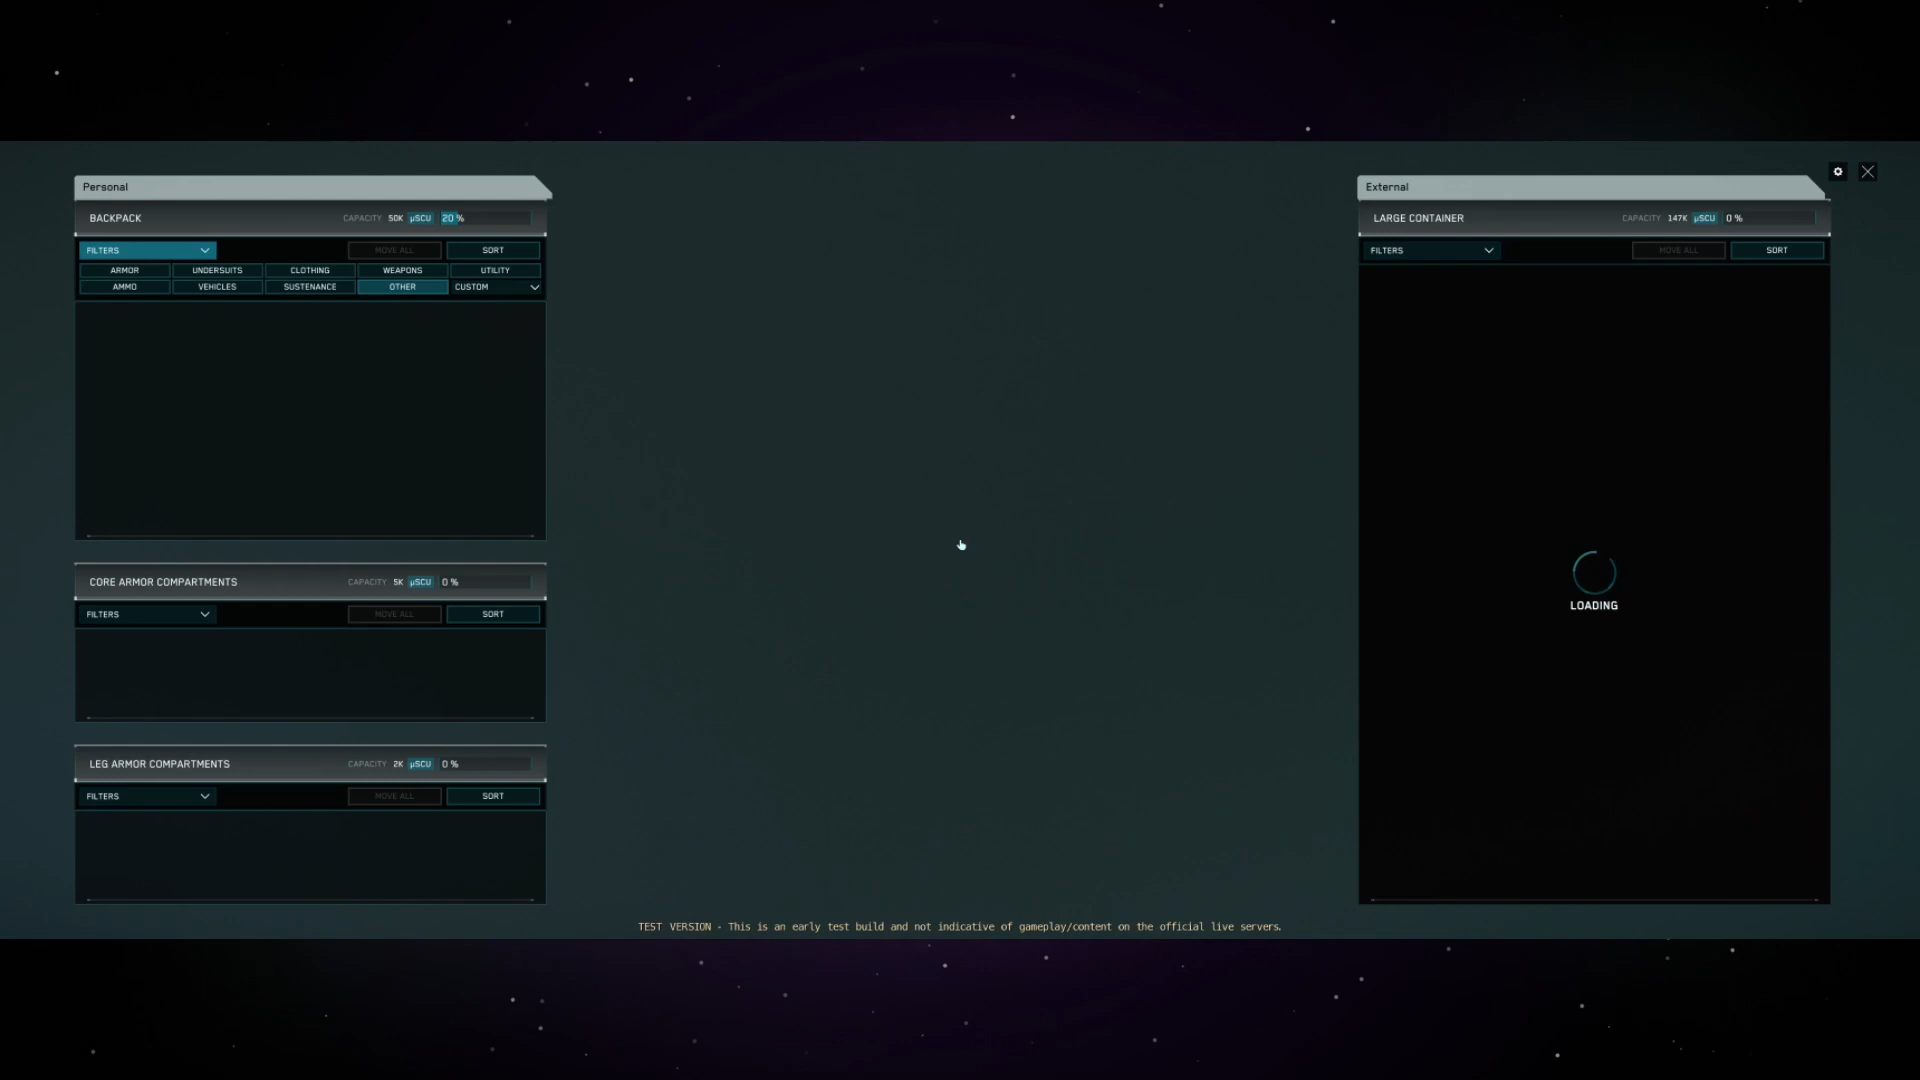 Personal
BACKPACK CAPACITY 50K µSCU 20 %
FILTERS MOVE ALL SORT
ARMOR UNDERSUITS CLOTHING WEAPONS UTILITY
AMMO VEHICLES SUSTENANCE OTHER CUSTOM
CORE ARMOR COMPARTMENTS CAPACITY 5K µSCU 0 %
FILTERS MOVE ALL SORT
LEG ARMOR COMPARTMENTS CAPACITY 2K µSCU 0 %
FILTERS MOVE ALL SORT
External
LARGE CONTAINER CAPACITY 147K µSCU 0 %
FILTERS MOVE ALL SORT
LOADING
TEST VERSION - This is an early test build and not indicative of gameplay/content on the official live servers.